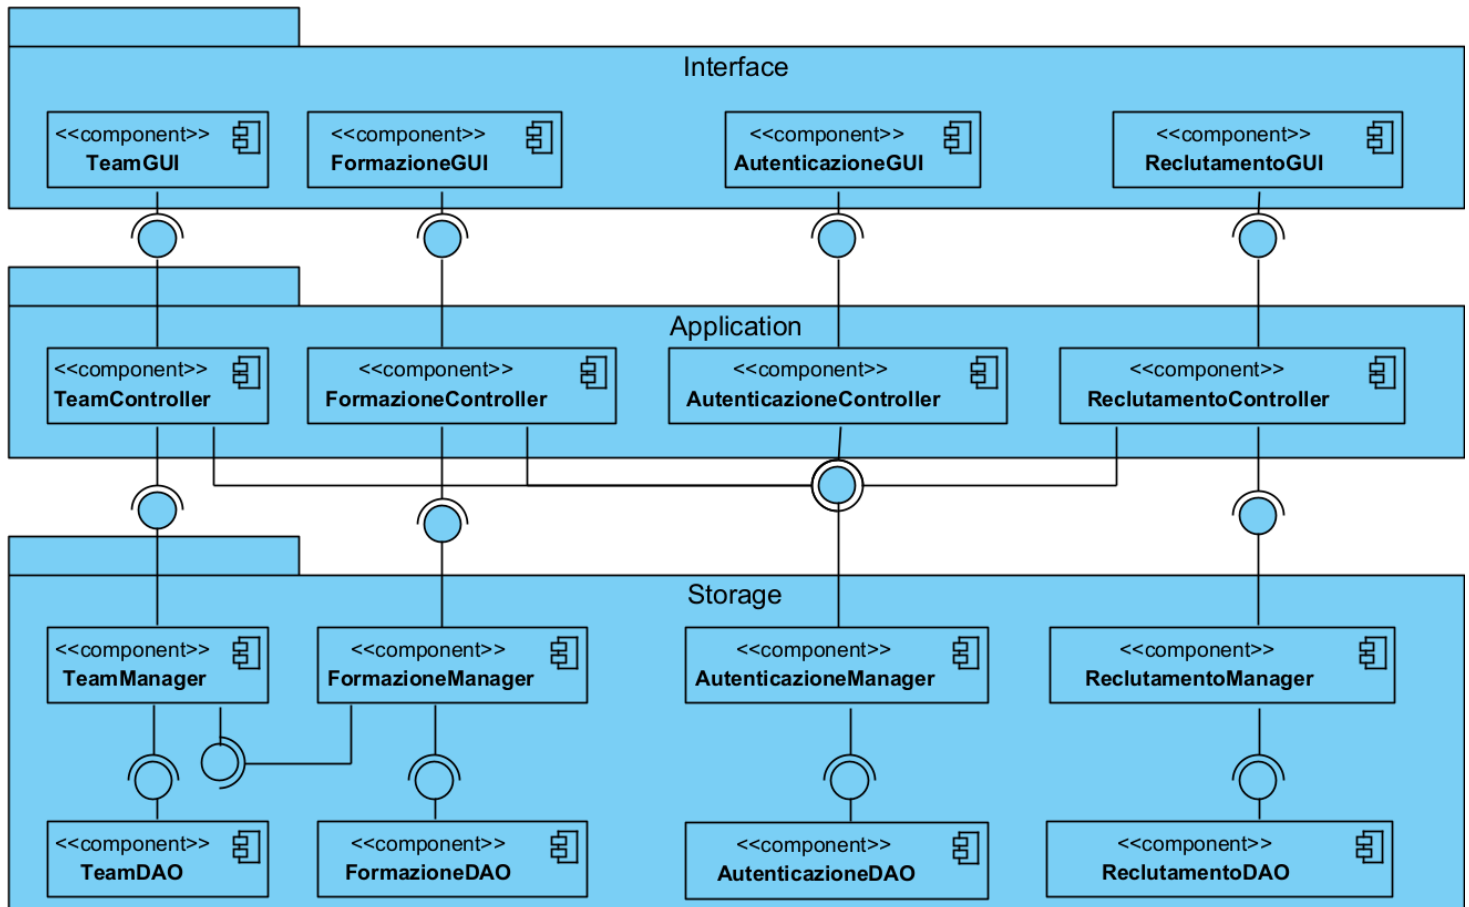 Interface
<<component>>
TeamGUI
<<component>>
FormazioneGUI
<<component>>
AutenticazioneGUI
<<component>>
ReclutamentoGUI
Application
<<component>>
TeamController
<<component>>
FormazioneController
<<component>>
AutenticazioneController
<<component>>
ReclutamentoController
Storage
<<component>>
TeamManager
<<component>>
FormazioneManager
<<component>>
AutenticazioneManager
<<component>>
ReclutamentoManager
<<component>>
TeamDAO
<<component>>
FormazioneDAO
<<component>>
AutenticazioneDAO
<<component>>
ReclutamentoDAO